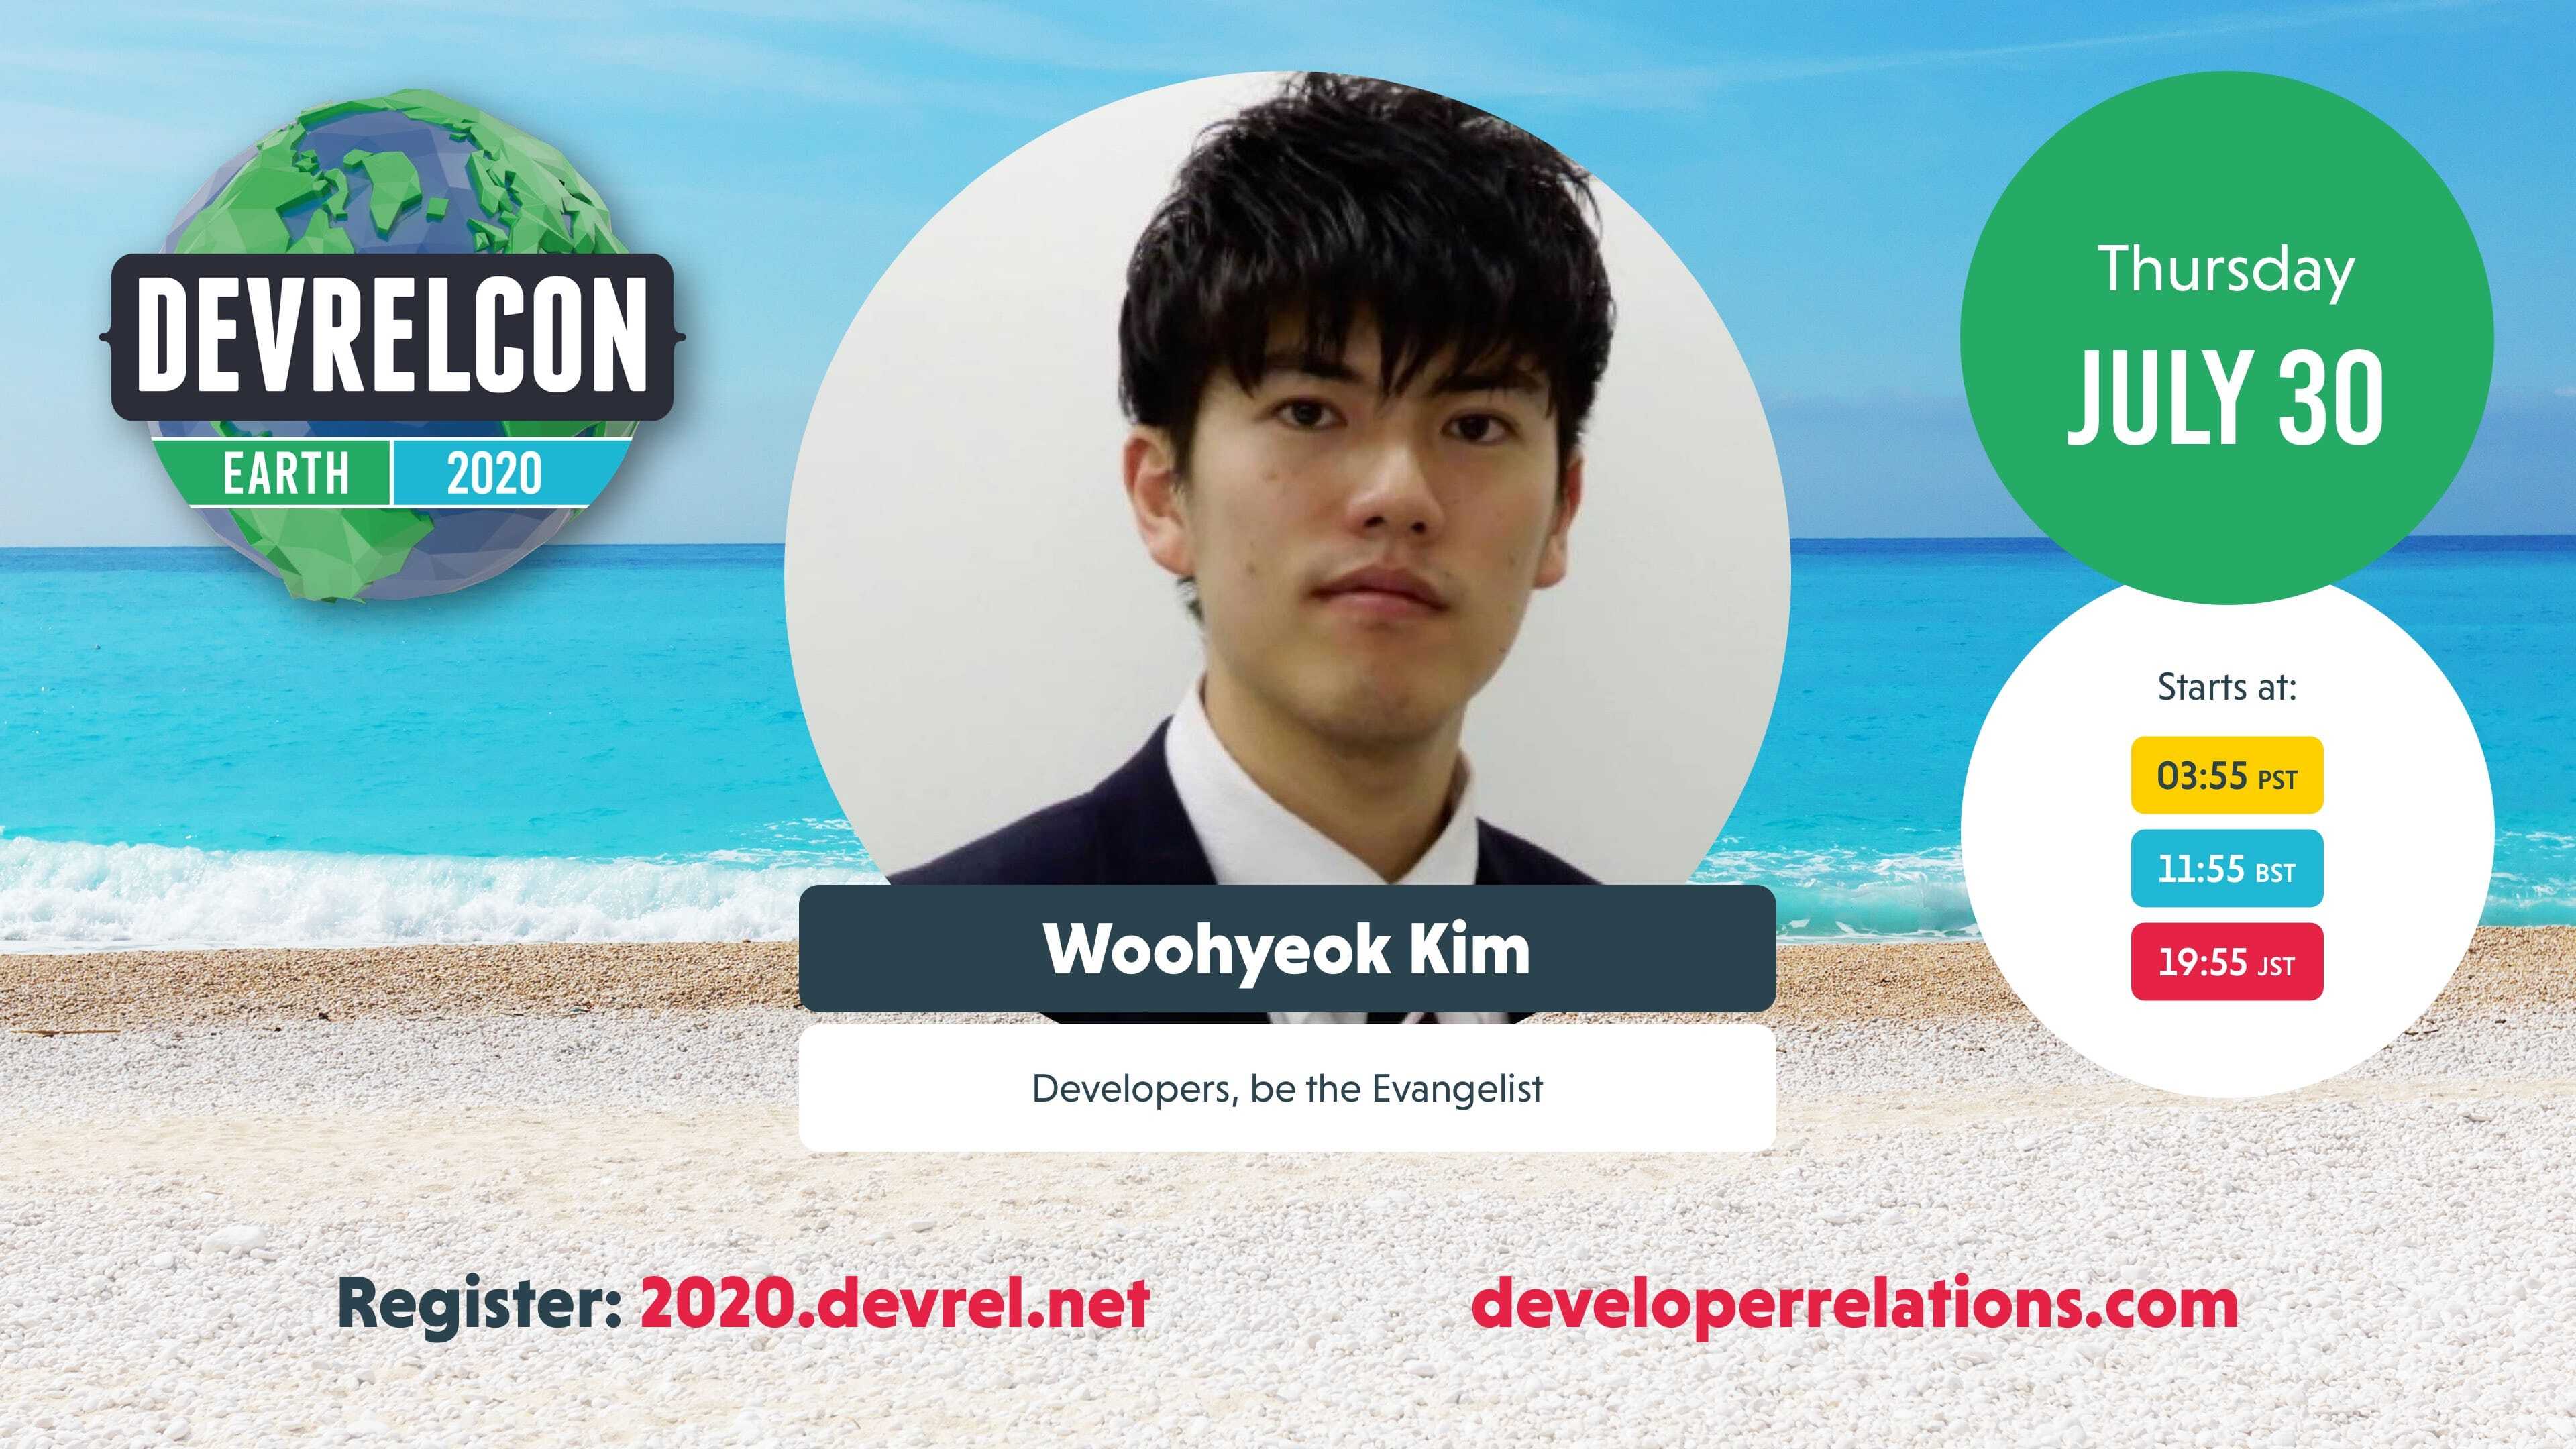 DEVRELCON
EARTH 2020
Thursday
JULY 30
Starts at:
03:55 PST
11:55 BST
19:55 JST
Woohyeok Kim
Developers, be the Evangelist
Register: 2020.devrel.net
developerrelations.com